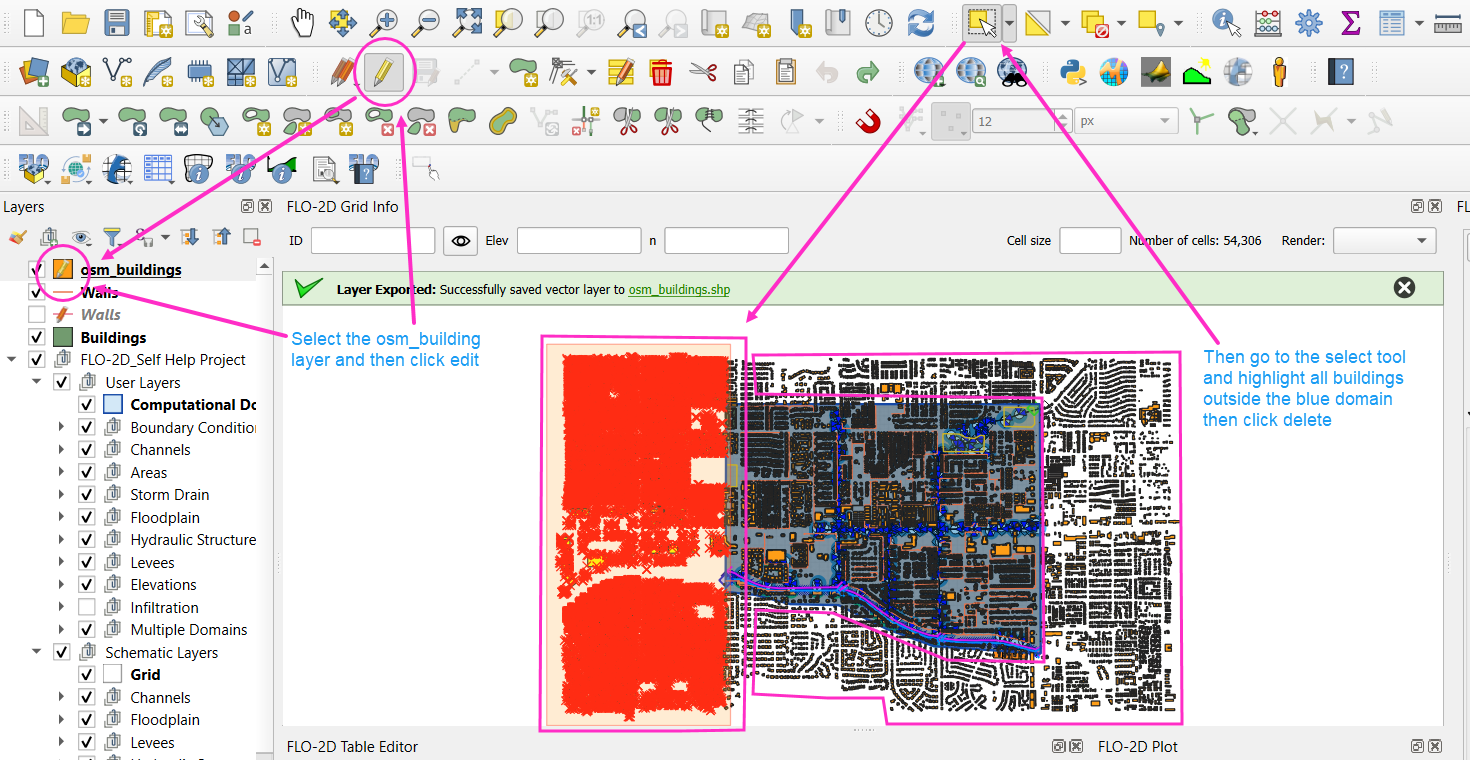 1:1
a
12
px
Layers
FLO-2D Grid Info
FL
ID
Elev
n
Cell size
Number of cells: 54,306
Render:
osm_buildings
Layer Exported: Successfully saved vector layer to osm_buildings.shp
Walls
Walls
Buildings
Select the osm_building
layer and then click edit
Then go to the select tool
and highlight all buildings
outside the blue domain
then click delete
FLO-2D_Self Help Project
User Layers
Computational Do
Boundary Condition
Channels
Areas
Storm Drain
Floodplain
Hydraulic Structure
Levees
Elevations
Infiltration
Multiple Domains
Schematic Layers
Grid
Channels
Floodplain
Levees
FLO-2D Table Editor
FLO-2D Plot